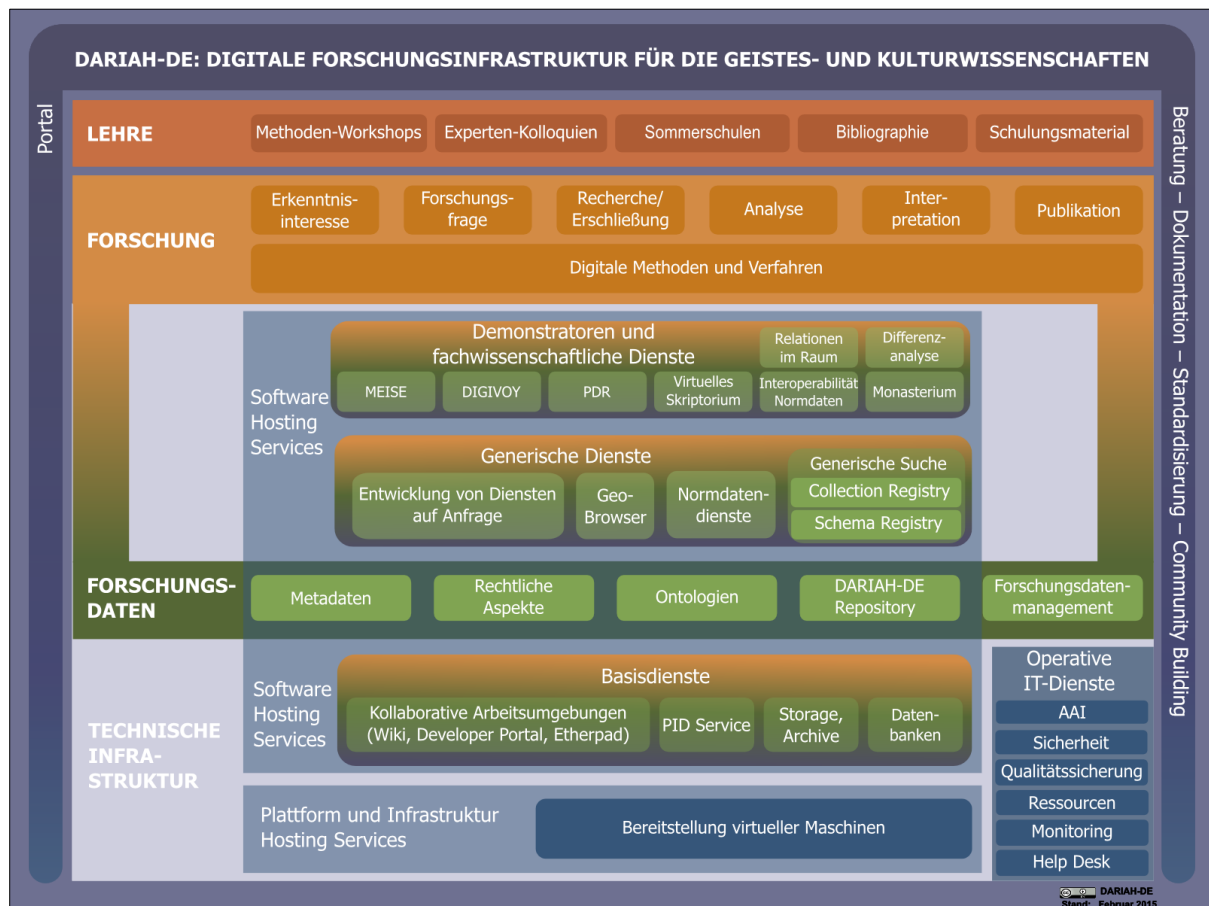 DARIAH-DE: DIGITALE FORSCHUNGSINFRASTRUKTUR FÜR DIE GEISTES- UND KULTURWISSENSCHAFTEN
Portal
LEHRE
Methoden-Workshops
Experten-Kolloquien
Sommerschulen
Bibliographie
Schulungsmaterial
FORSCHUNG
Erkenntnis-
interesse
Forschungs-
frage
Recherche/
Erschließung
Analyse
Inter-
pretation
Publikation
Digitale Methoden und Verfahren
Software
Hosting
Services
Demonstratoren und
fachwissenschaftliche Dienste
Relationen
im Raum
Differenz-
analyse
MEISE
DIGIVOY
PDR
Virtuelles
Skriptorium
Interoperabilität
Normdaten
Monasterium
Generische Dienste
Entwicklung von Diensten
auf Anfrage
Geo-
Browser
Normdaten-
dienste
Generische Suche
Collection Registry
Schema Registry
FORSCHUNGS-
DATEN
Metadaten
Rechtliche
Aspekte
Ontologien
DARIAH-DE
Repository
Forschungsdaten-
management
TECHNISCHE
INFRA-
STRUKTUR
Software
Hosting
Services
Basisdienste
Kollaborative Arbeitsumgebungen
(Wiki, Developer Portal, Etherpad)
PID Service
Storage,
Archive
Daten-
banken
Plattform und Infrastruktur
Hosting Services
Bereitstellung virtueller Maschinen
Operative
IT-Dienste
AAI
Sicherheit
Qualitätssicherung
Ressourcen
Monitoring
Help Desk
Beratung – Dokumentation – Standardisierung – Community Building
DARIAH-DE
Stand: Februar 2015